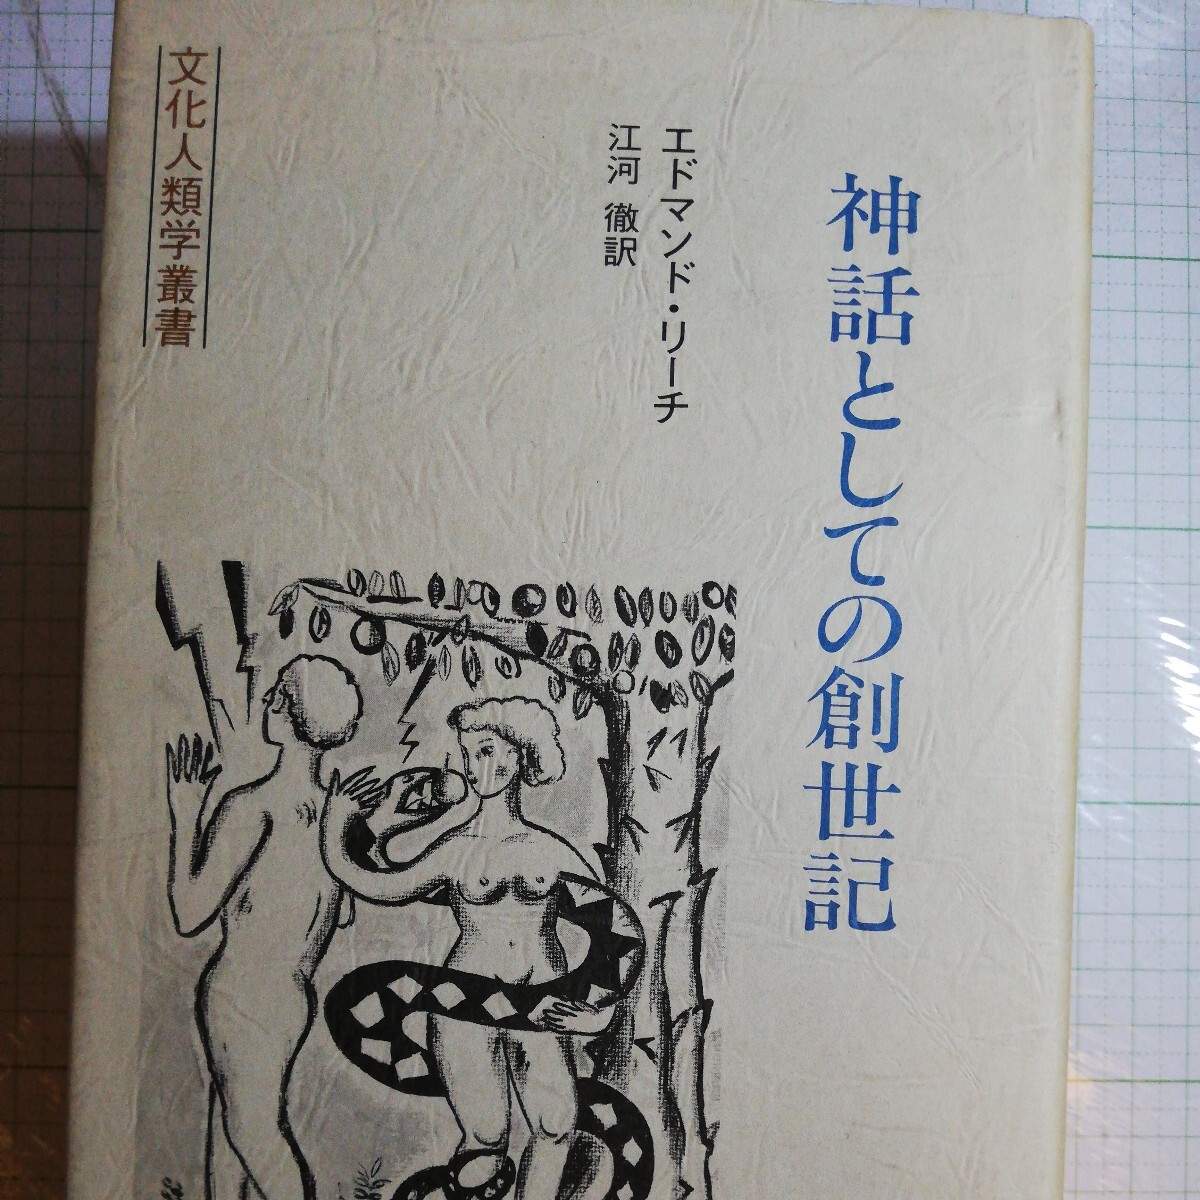 神話としての創世記
エドマンド・リーチ
江河 徹訳
文化人類学叢書